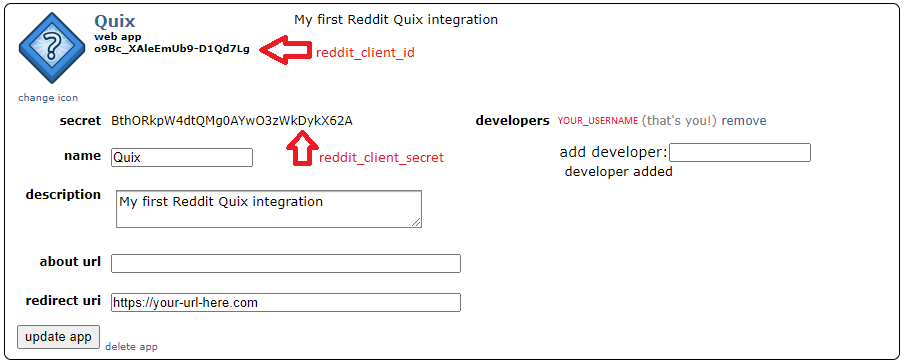 Quix
My first Reddit Quix integration
web app
o9Bc_XAleEmUb9-D1Qd7Lg
reddit_client_id
change icon
secret BthORkpW4dtQMg0AYwO3zWkDykX62A
developers YOUR_USERNAME (that's you!) remove
reddit_client_secret
name Quix
add developer:
developer added
description My first Reddit Quix integration
about url
redirect uri https://your-url-here.com
update app delete app